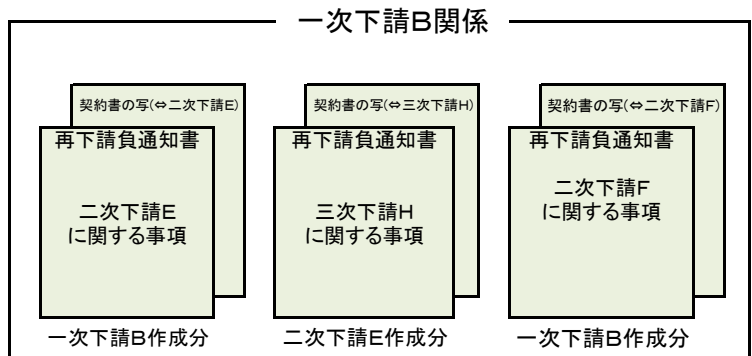 一次下請B関係
契約書の写(⇔二次下請E)
再下請負通知書
二次下請E
に関する事項
一次下請B作成分
契約書の写(⇔三次下請H)
再下請負通知書
三次下請H
に関する事項
二次下請E作成分
契約書の写(⇔二次下請F)
再下請負通知書
二次下請F
に関する事項
一次下請B作成分